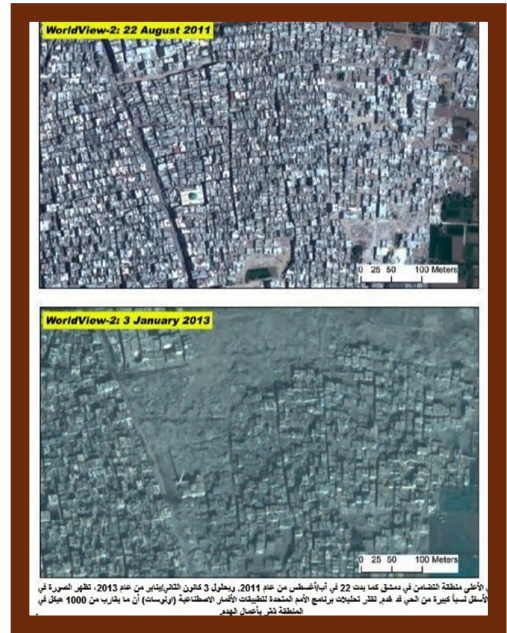 WorldView-2: 22 August 2011
0 25 50 100 Meters
WorldView-2: 3 January 2013
0 25 50 100 Meters
الأعلى منطقة التضامن في دمشق كما بدت 22 في آب/أغسطس من عام 2011. وبحلول 3 كانون الثاني/يناير من عام 2013، تظهر الصورة في
الأسفل نسباً كبيرة من الحي قد هدم. تقدر تحليلات برنامج الأمم المتحدة للتطبيقات الأقمار الاصطناعية (اونوسات) أن ما يقارب من 1000 هيكل في
المنطقة تأثر بأعمال الهدم.